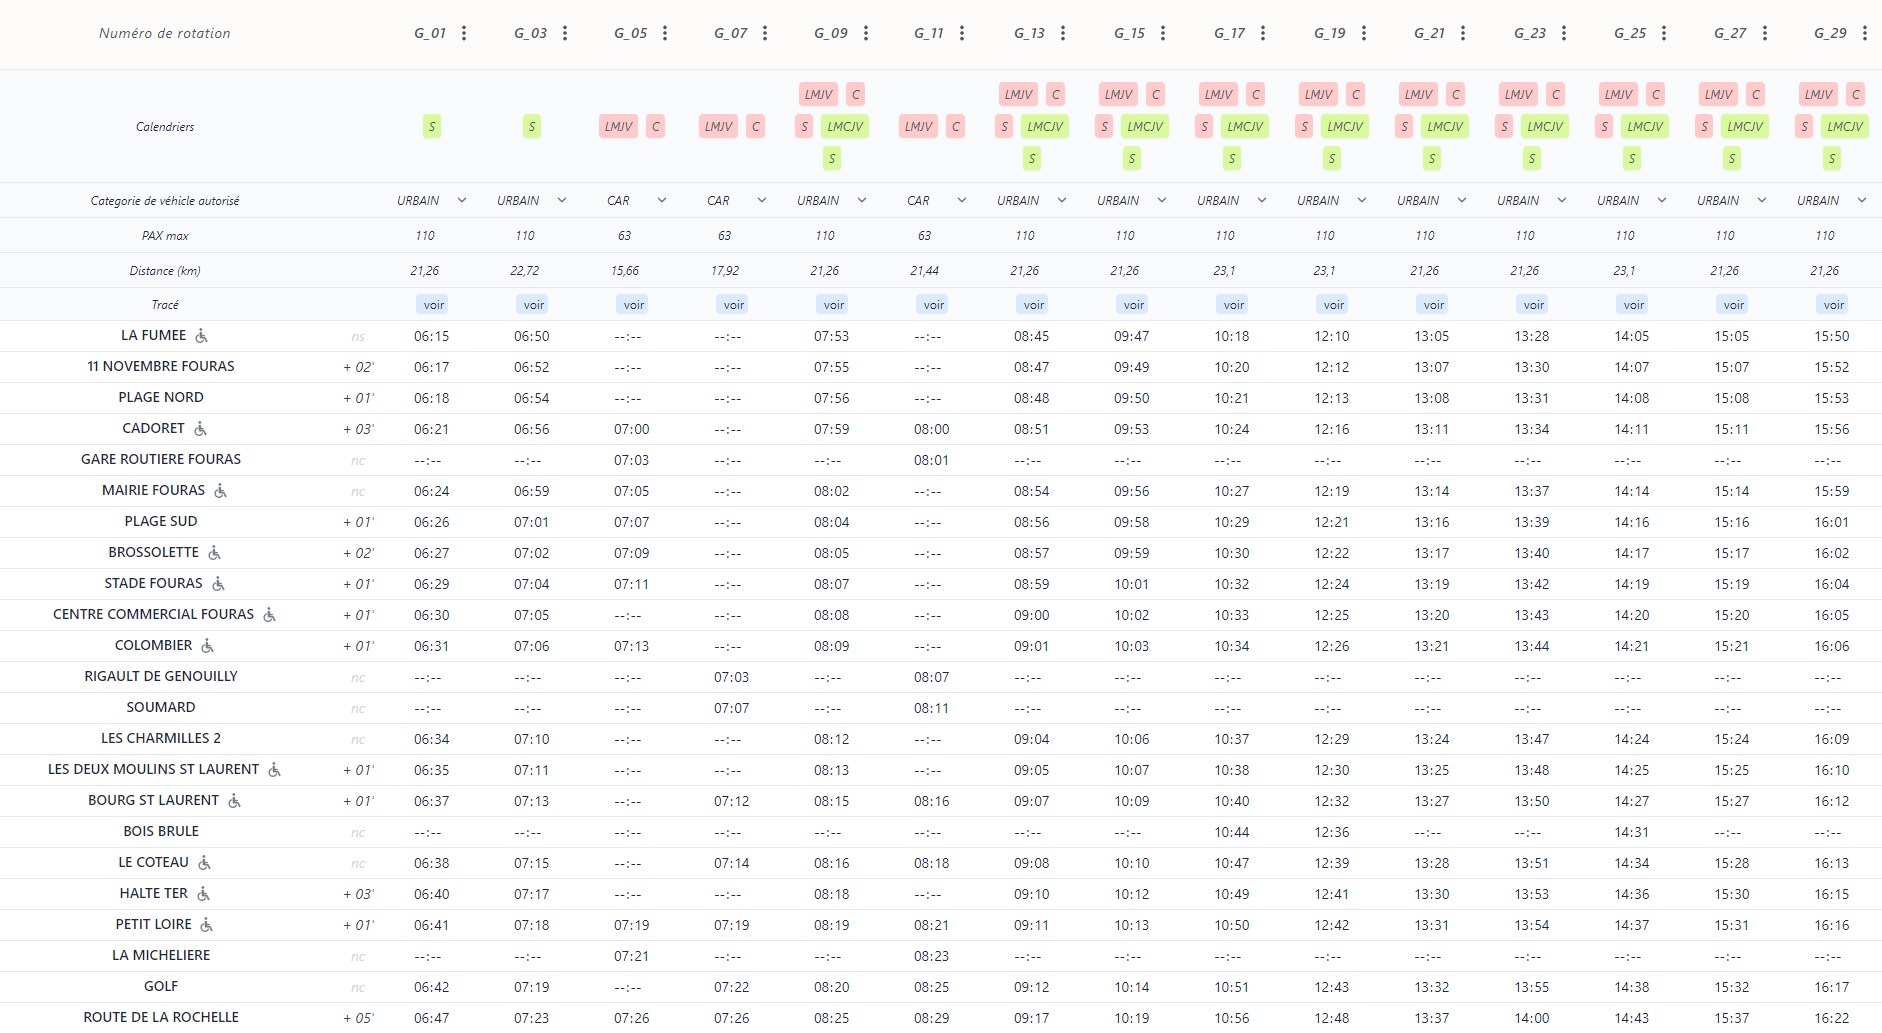 Numéro de rotation G_01 G_03 G_05 G_07 G_09 G_11 G_13 G_15 G_17 G_19 G_21 G_23 G_25 G_27 G_29
LMJV C LMJV C LMJV C LMJV C LMJV C LMJV C LMJV C LMJV C LMJV C LMJV C
Calendriers S S LMJV C LMJV C S LMCJV LMJV C S LMCJV S LMCJV S LMCJV S LMCJV S LMCJV S LMCJV S LMCJV S LMCJV S LMCJV
S S S S S S S S S S
Categorie de véhicle autorisé URBAIN URBAIN CAR CAR URBAIN CAR URBAIN URBAIN URBAIN URBAIN URBAIN URBAIN URBAIN URBAIN URBAIN
PAX max 110 110 63 63 110 63 110 110 110 110 110 110 110 110 110
Distance (km) 21,26 22,72 15,66 17,92 21,26 21,44 21,26 21,26 23,1 23,1 21,26 21,26 23,1 21,26 21,26
Tracé voir voir voir voir voir voir voir voir voir voir voir voir voir voir voir
LA FUMEE ns 06:15 06:50 --:-- --:-- 07:53 --:-- 08:45 09:47 10:18 12:10 13:05 13:28 14:05 15:05 15:50
11 NOVEMBRE FOURAS + 02' 06:17 06:52 --:-- --:-- 07:55 --:-- 08:47 09:49 10:20 12:12 13:07 13:30 14:07 15:07 15:52
PLAGE NORD + 01' 06:18 06:54 --:-- --:-- 07:56 --:-- 08:48 09:50 10:21 12:13 13:08 13:31 14:08 15:08 15:53
CADORET + 03' 06:21 06:56 07:00 --:-- 07:59 08:00 08:51 09:53 10:24 12:16 13:11 13:34 14:11 15:11 15:56
GARE ROUTIERE FOURAS nc --:-- --:-- 07:03 --:-- --:-- 08:01 --:-- --:-- --:-- --:-- --:-- --:-- --:-- --:-- --:--
MAIRIE FOURAS nc 06:24 06:59 07:05 --:-- 08:02 --:-- 08:54 09:56 10:27 12:19 13:14 13:37 14:14 15:14 15:59
PLAGE SUD + 01' 06:26 07:01 07:07 --:-- 08:04 --:-- 08:56 09:58 10:29 12:21 13:16 13:39 14:16 15:16 16:01
BROSSOLETTE + 02' 06:27 07:02 07:09 --:-- 08:05 --:-- 08:57 09:59 10:30 12:22 13:17 13:40 14:17 15:17 16:02
STADE FOURAS + 01' 06:29 07:04 07:11 --:-- 08:07 --:-- 08:59 10:01 10:32 12:24 13:19 13:42 14:19 15:19 16:04
CENTRE COMMERCIAL FOURAS + 01' 06:30 07:05 --:-- --:-- 08:08 --:-- 09:00 10:02 10:33 12:25 13:20 13:43 14:20 15:20 16:05
COLOMBIER + 01' 06:31 07:06 07:13 --:-- 08:09 --:-- 09:01 10:03 10:34 12:26 13:21 13:44 14:21 15:21 16:06
RIGAULT DE GENOUILLY nc --:-- --:-- --:-- 07:03 --:-- 08:07 --:-- --:-- --:-- --:-- --:-- --:-- --:-- --:-- --:--
SOUMARD nc --:-- --:-- --:-- 07:07 --:-- 08:11 --:-- --:-- --:-- --:-- --:-- --:-- --:-- --:-- --:--
LES CHARMILLES 2 nc 06:34 07:10 --:-- --:-- 08:12 --:-- 09:04 10:06 10:37 12:29 13:24 13:47 14:24 15:24 16:09
LES DEUX MOULINS ST LAURENT + 01' 06:35 07:11 --:-- --:-- 08:13 --:-- 09:05 10:07 10:38 12:30 13:25 13:48 14:25 15:25 16:10
BOURG ST LAURENT + 01' 06:37 07:13 --:-- 07:12 08:15 08:16 09:07 10:09 10:40 12:32 13:27 13:50 14:27 15:27 16:12
BOIS BRULE nc --:-- --:-- --:-- --:-- --:-- --:-- --:-- --:-- 10:44 12:36 --:-- --:-- 14:31 --:-- --:--
LE COTEAU nc 06:38 07:15 --:-- 07:14 08:16 08:18 09:08 10:10 10:47 12:39 13:28 13:51 14:34 15:28 16:13
HALTE TER + 03' 06:40 07:17 --:-- --:-- 08:18 --:-- 09:10 10:12 10:49 12:41 13:30 13:53 14:36 15:30 16:15
PETIT LOIRE + 01' 06:41 07:18 07:19 07:19 08:19 08:21 09:11 10:13 10:50 12:42 13:31 13:54 14:37 15:31 16:16
LA MICHELIERE nc --:-- --:-- 07:21 --:-- --:-- 08:23 --:-- --:-- --:-- --:-- --:-- --:-- --:-- --:-- --:--
GOLF nc 06:42 07:19 --:-- 07:22 08:20 08:25 09:12 10:14 10:51 12:43 13:32 13:55 14:38 15:32 16:17
ROUTE DE LA ROCHELLE + 05' 06:47 07:23 07:26 07:26 08:25 08:29 09:17 10:19 10:56 12:48 13:37 14:00 14:43 15:37 16:22